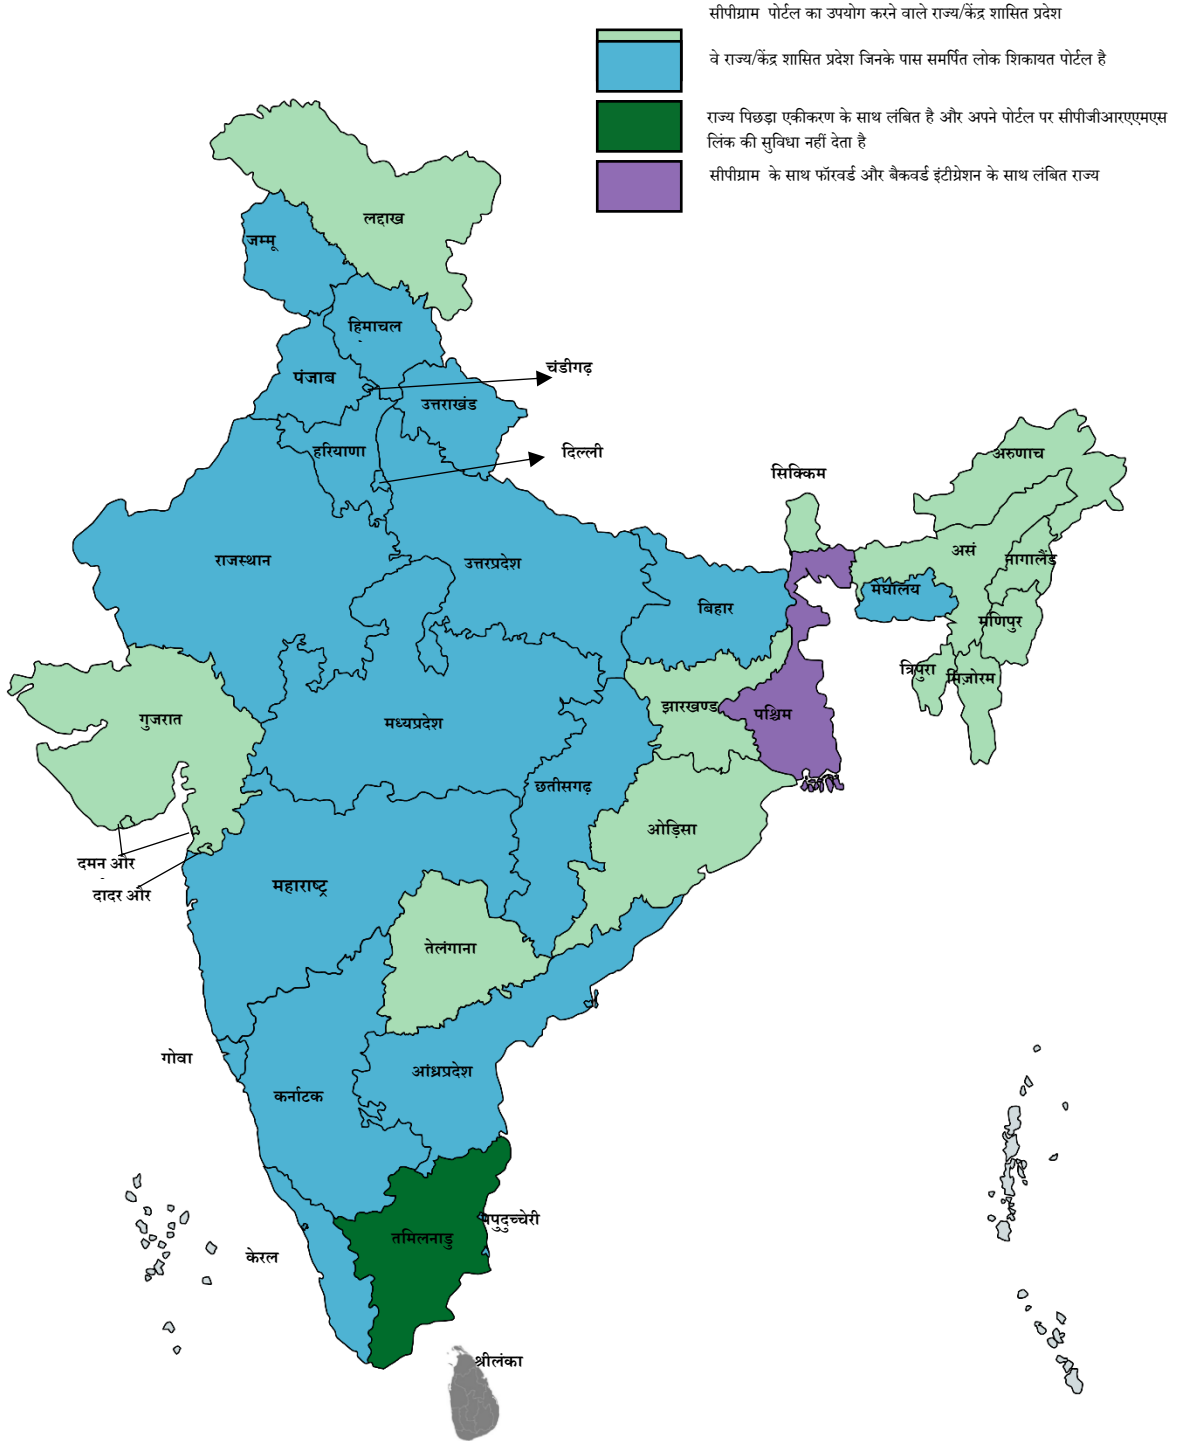 सीपीग्राम पोर्टल का उपयोग करने वाले राज्य/केंद्र शासित प्रदेश
वे राज्य/केंद्र शासित प्रदेश जिनके पास समर्पित लोक शिकायत पोर्टल है
राज्य पिछड़ा एकीकरण के साथ लंबित है और अपने पोर्टल पर सीपीजीआरएएमएस
लिंक की सुविधा नहीं देता है
सीपीग्राम के साथ फॉरवर्ड और बैकवर्ड इंटीग्रेशन के साथ लंबित राज्य
लद्दाख
जम्मू
हिमाचल
चंडीगढ़
पंजाब
उत्तराखंड
हरियाणा
दिल्ली
अरुणाच
सिक्किम
असं
राजस्थान
उत्तरप्रदेश
नागालैंड
मेघालय
बिहार
मणिपुर
त्रिपुरा
मिज़ोरम
झारखण्ड
पश्चिम
गुजरात
मध्यप्रदेश
छतीसगढ़
ओड़िसा
दमन और
दादर और
महाराष्ट्र
तेलंगाना
गोवा
आंध्रप्रदेश
कर्नाटक
पपुदुच्चेरी
तमिलनाडु
केरल
श्रीलंका